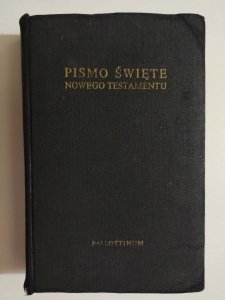 PISMO ŚWIĘTE
NOWEGO TESTAMENTU
PALLOTTINUM